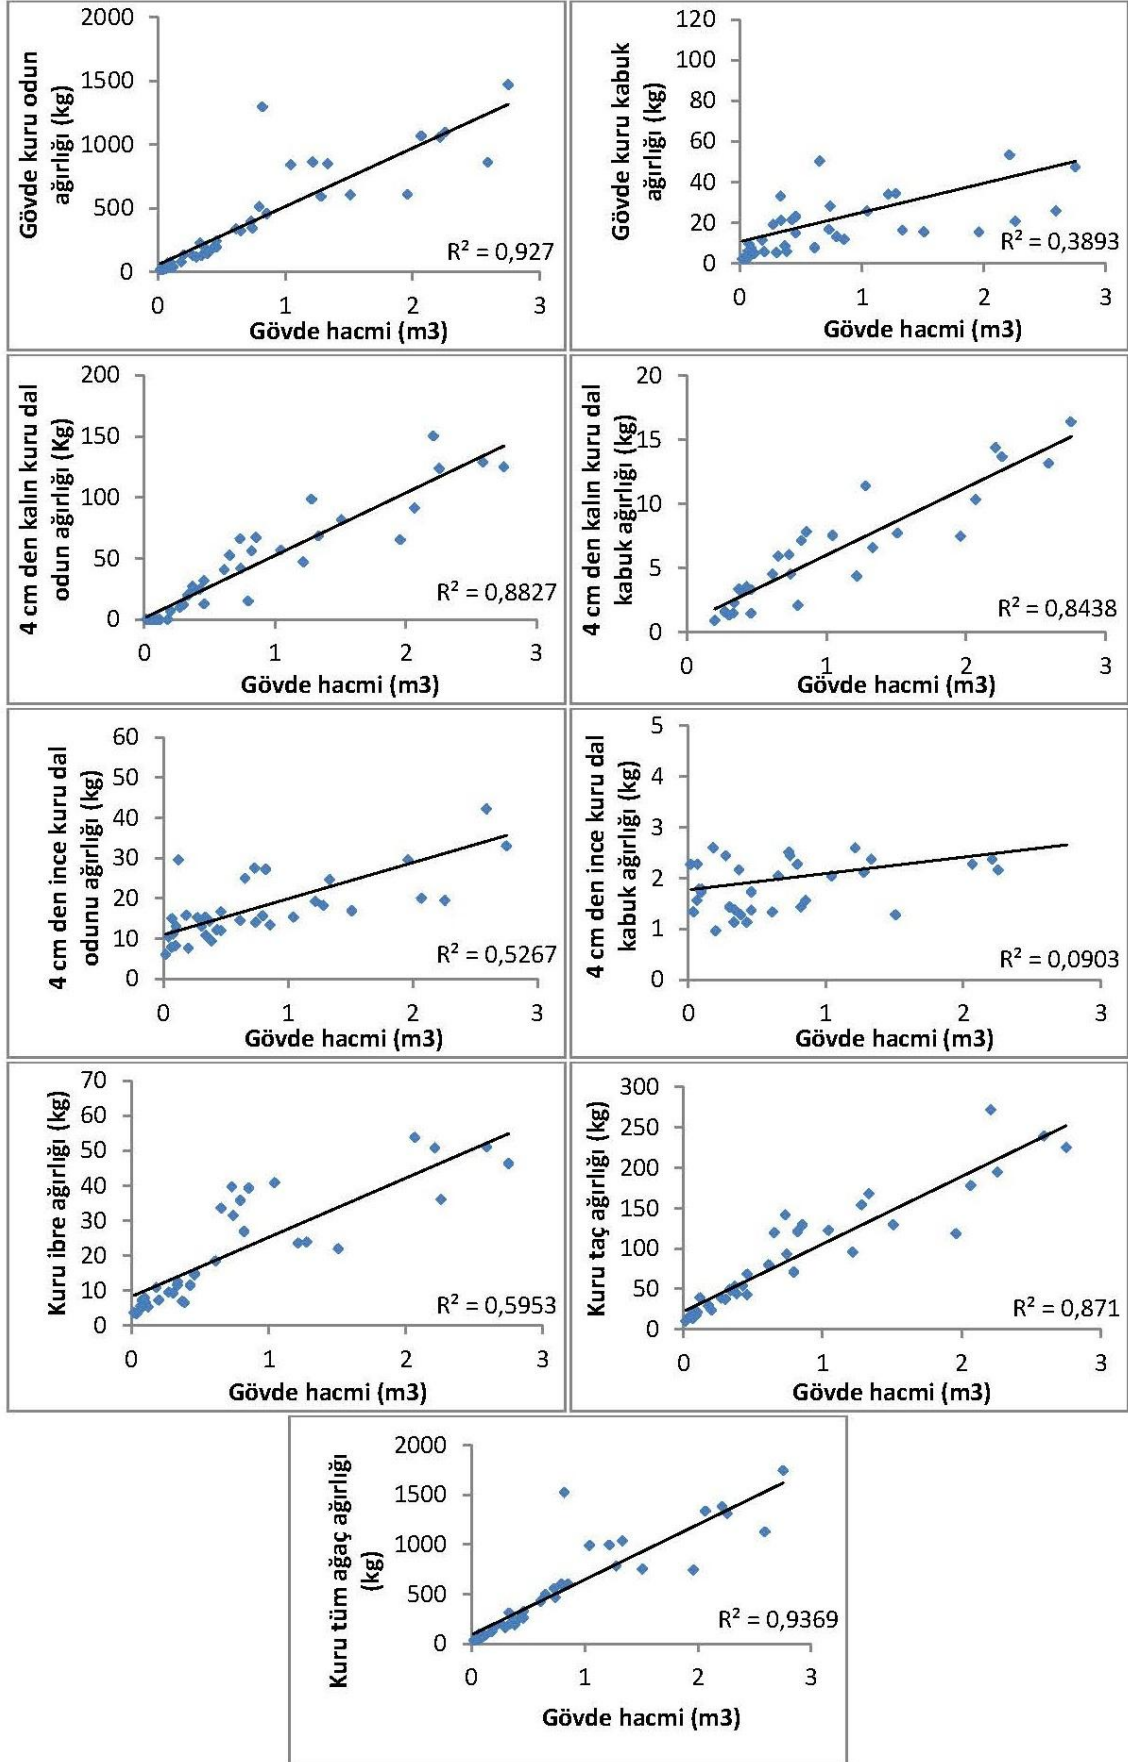 Gövde kuru odun
ağırlığı (kg)
2000
1500
1000
500
0
R² = 0,927
0 1 2 3
Gövde hacmi (m3)
Gövde kuru kabuk
ağırlığı (kg)
120
100
80
60
40
20
0
R² = 0,3893
0 1 2 3
Gövde hacmi (m3)
4 cm den kalın kuru dal
odun ağırlığı (Kg)
200
150
100
50
0
R² = 0,8827
0 1 2 3
Gövde hacmi (m3)
4 cm den kalın kuru dal
kabuk ağırlığı (kg)
20
15
10
5
0
R² = 0,8438
0 1 2 3
Gövde hacmi (m3)
4 cm den ince kuru dal
odunu ağırlığı (kg)
60
50
40
30
20
10
0
R² = 0,5267
0 1 2 3
Gövde hacmi (m3)
4 cm den ince kuru dal
kabuk ağırlığı (kg)
5
4
3
2
1
0
R² = 0,0903
0 1 2 3
Gövde hacmi (m3)
Kuru ibre ağırlığı (kg)
70
60
50
40
30
20
10
0
R² = 0,5953
0 1 2 3
Gövde hacmi (m3)
Kuru taç ağırlığı (kg)
300
250
200
150
100
50
0
R² = 0,871
0 1 2 3
Gövde hacmi (m3)
Kuru tüm ağaç ağırlığı
(kg)
2000
1500
1000
500
0
R² = 0,9369
0 1 2 3
Gövde hacmi (m3)